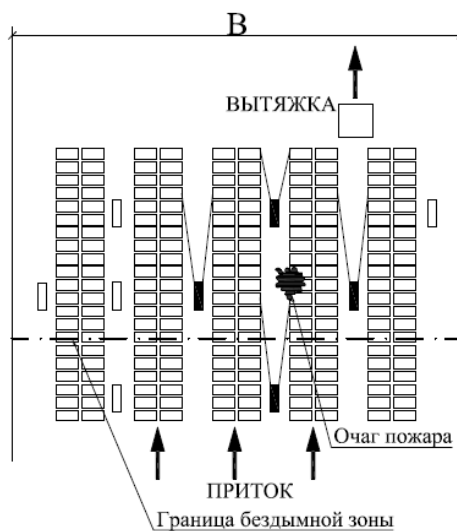 В
ВЫТЯЖКА
Очаг пожара
ПРИТОК
Граница бездымной зоны